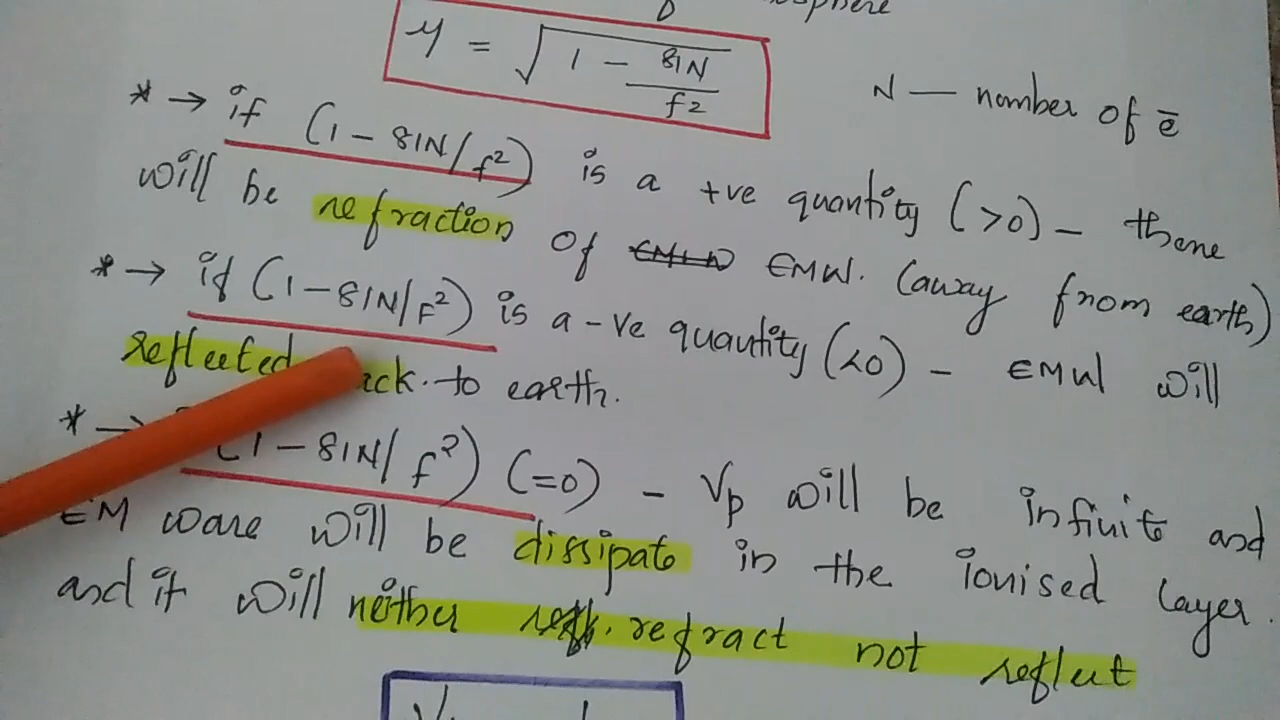 μ = √1 - 81N/f2
N — number of ē
* → if (1 - 81N/f²) is a +ve quantity (>0) - there
will be refraction of EMW. (away from earth)
* → if (1-81N/F²) is a -ve quantity (<0) - EMW will
reflected to earth.
* → (1-81N/f²) (=0) - Vp will be infinite and
EM wave will be dissipate in the ionised layer.
and it will neither refract not reflect